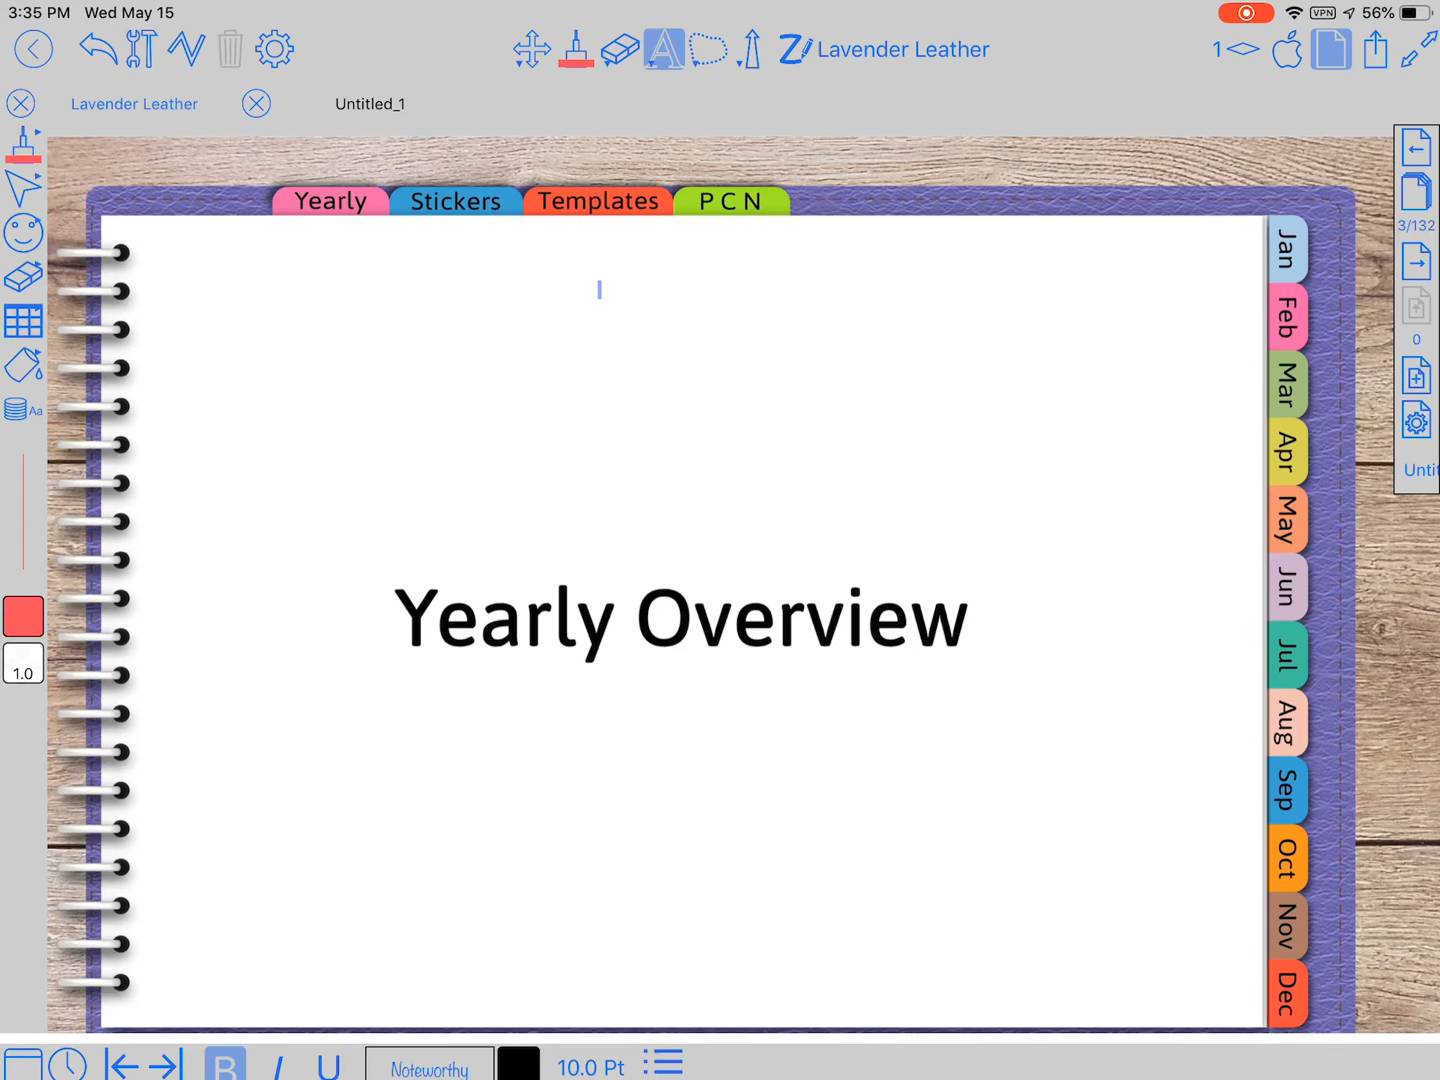 3:35 PM Wed May 15
VPN 56%
Lavender Leather
1
Lavender Leather
Untitled_1
Yearly
Stickers
Templates
P C N
3/132
0
Aa
Jan
Feb
Mar
Apr
May
Jun
Jul
Aug
Sep
Oct
Nov
Dec
Untit
Yearly Overview
1.0
B I U
Noteworthy
10.0 Pt